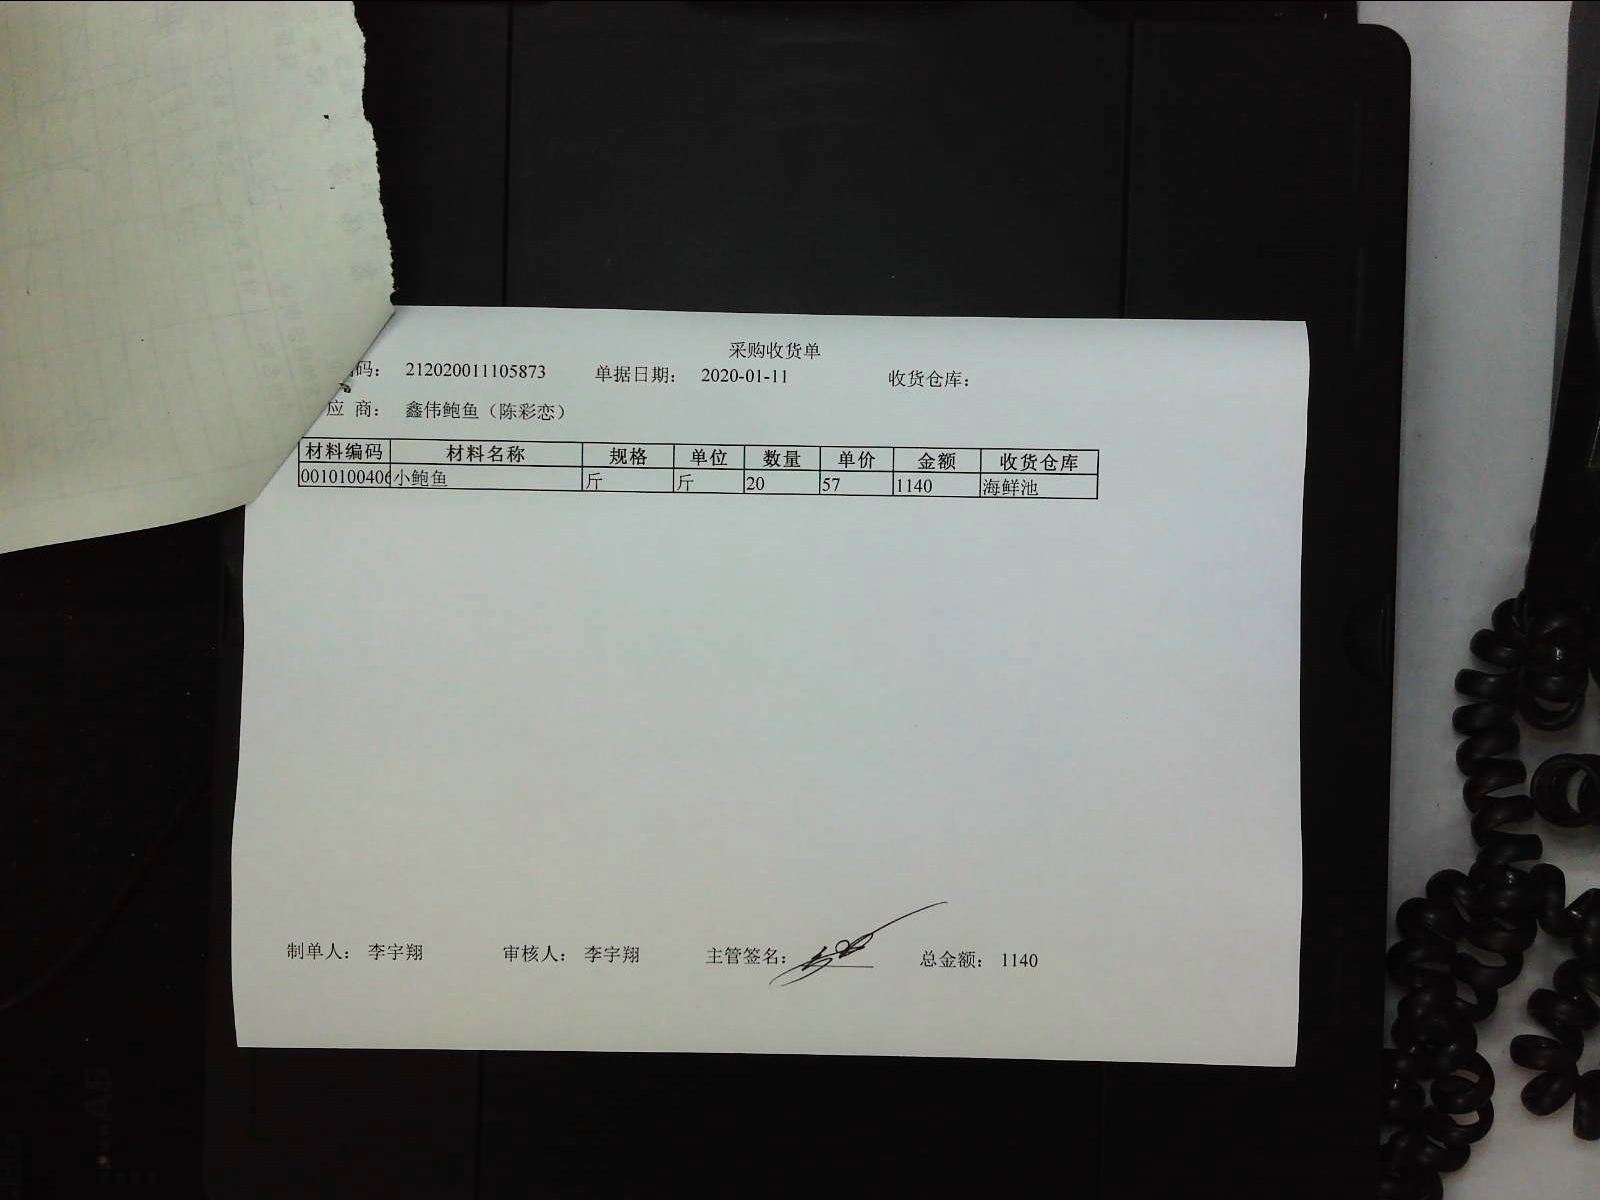 采购收货单
码： 212020011105873 单据日期： 2020-01-11 收货仓库：
应 商： 鑫伟鲍鱼（陈彩恋）
材料编码 材料名称 规格 单位 数量 单价 金额 收货仓库
0010100406 小鲍鱼 斤 斤 20 57 1140 海鲜池
制单人： 李宇翔 审核人： 李宇翔 主管签名： 总金额： 1140